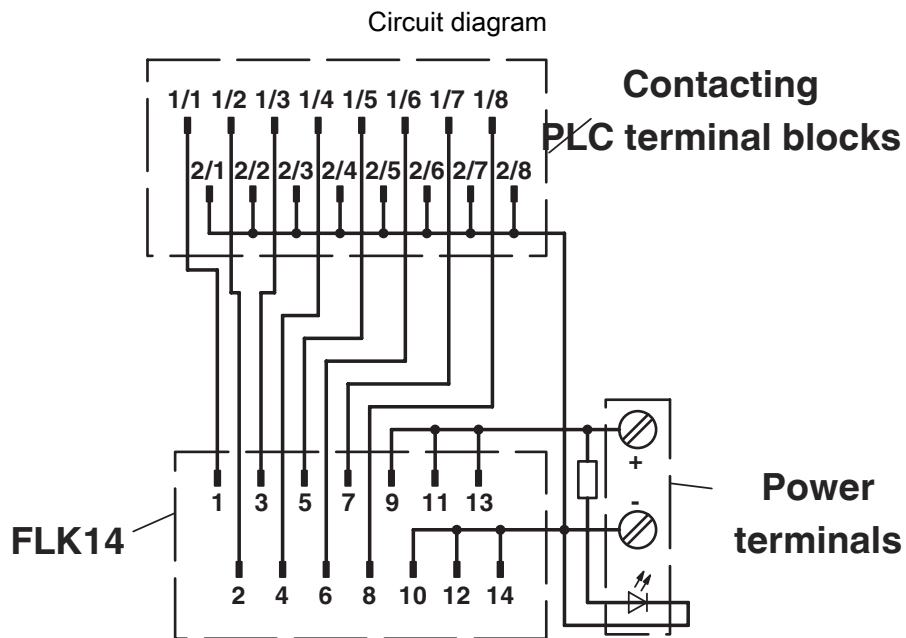 Circuit diagram
1/1 1/2 1/3 1/4 1/5 1/6 1/7 1/8
Contacting
PLC terminal blocks
2/1 2/2 2/3 2/4 2/5 2/6 2/7 2/8
+
1 3 5 7 9 11 13
-
Power
terminals
FLK14
2 4 6 8 10 12 14